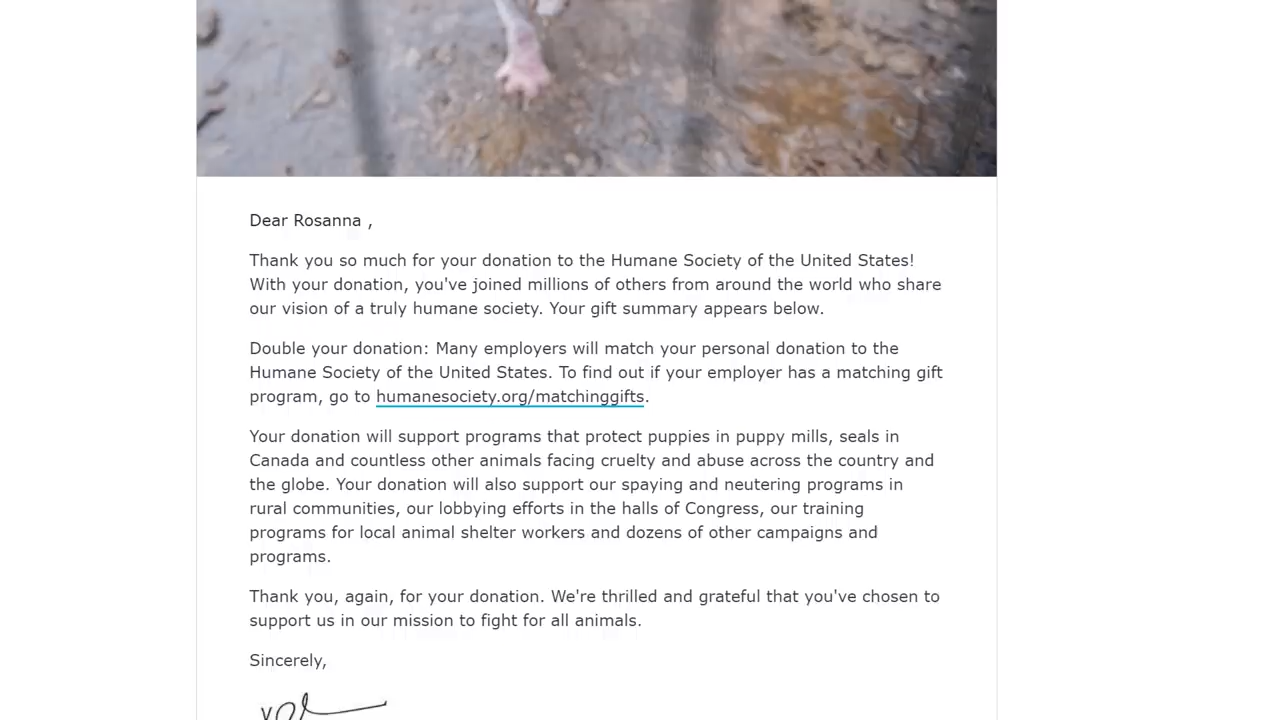 Dear Rosanna ,
Thank you so much for your donation to the Humane Society of the United States!
With your donation, you've joined millions of others from around the world who share
our vision of a truly humane society. Your gift summary appears below.
Double your donation: Many employers will match your personal donation to the
Humane Society of the United States. To find out if your employer has a matching gift
program, go to humanesociety.org/matchinggifts.
Your donation will support programs that protect puppies in puppy mills, seals in
Canada and countless other animals facing cruelty and abuse across the country and
the globe. Your donation will also support our spaying and neutering programs in
rural communities, our lobbying efforts in the halls of Congress, our training
programs for local animal shelter workers and dozens of other campaigns and
programs.
Thank you, again, for your donation. We're thrilled and grateful that you've chosen to
support us in our mission to fight for all animals.
Sincerely,